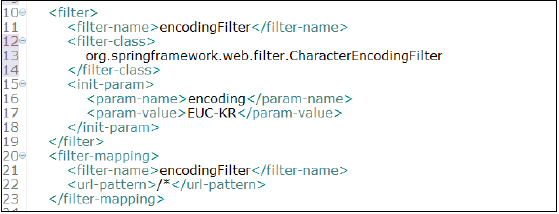 10 <filter>
11 <filter-name>encodingFilter</filter-name>
12 <filter-class>
13 org.springframework.web.filter.CharacterEncodingFilter
14 </filter-class>
15 <init-param>
16 <param-name>encoding</param-name>
17 <param-value>EUC-KR</param-value>
18 </init-param>
19 </filter>
20 <filter-mapping>
21 <filter-name>encodingFilter</filter-name>
22 <url-pattern>/*</url-pattern>
23 </filter-mapping>